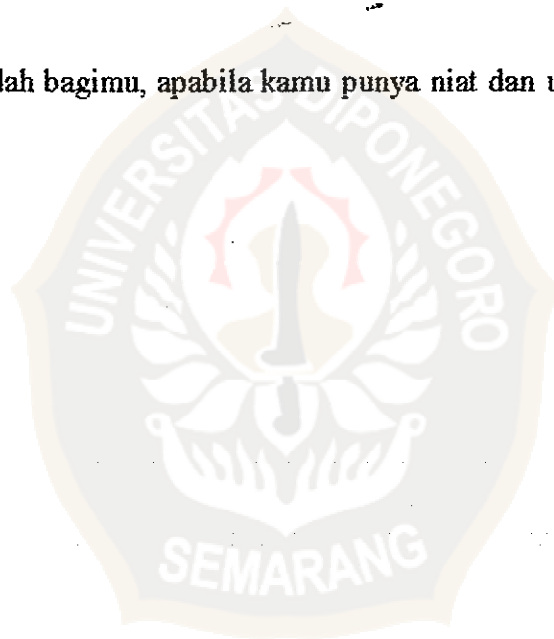 lah bagimu, apabila kamu punya niat dan u
UNIVERSITAS DIPONEGORO
SEMARANG